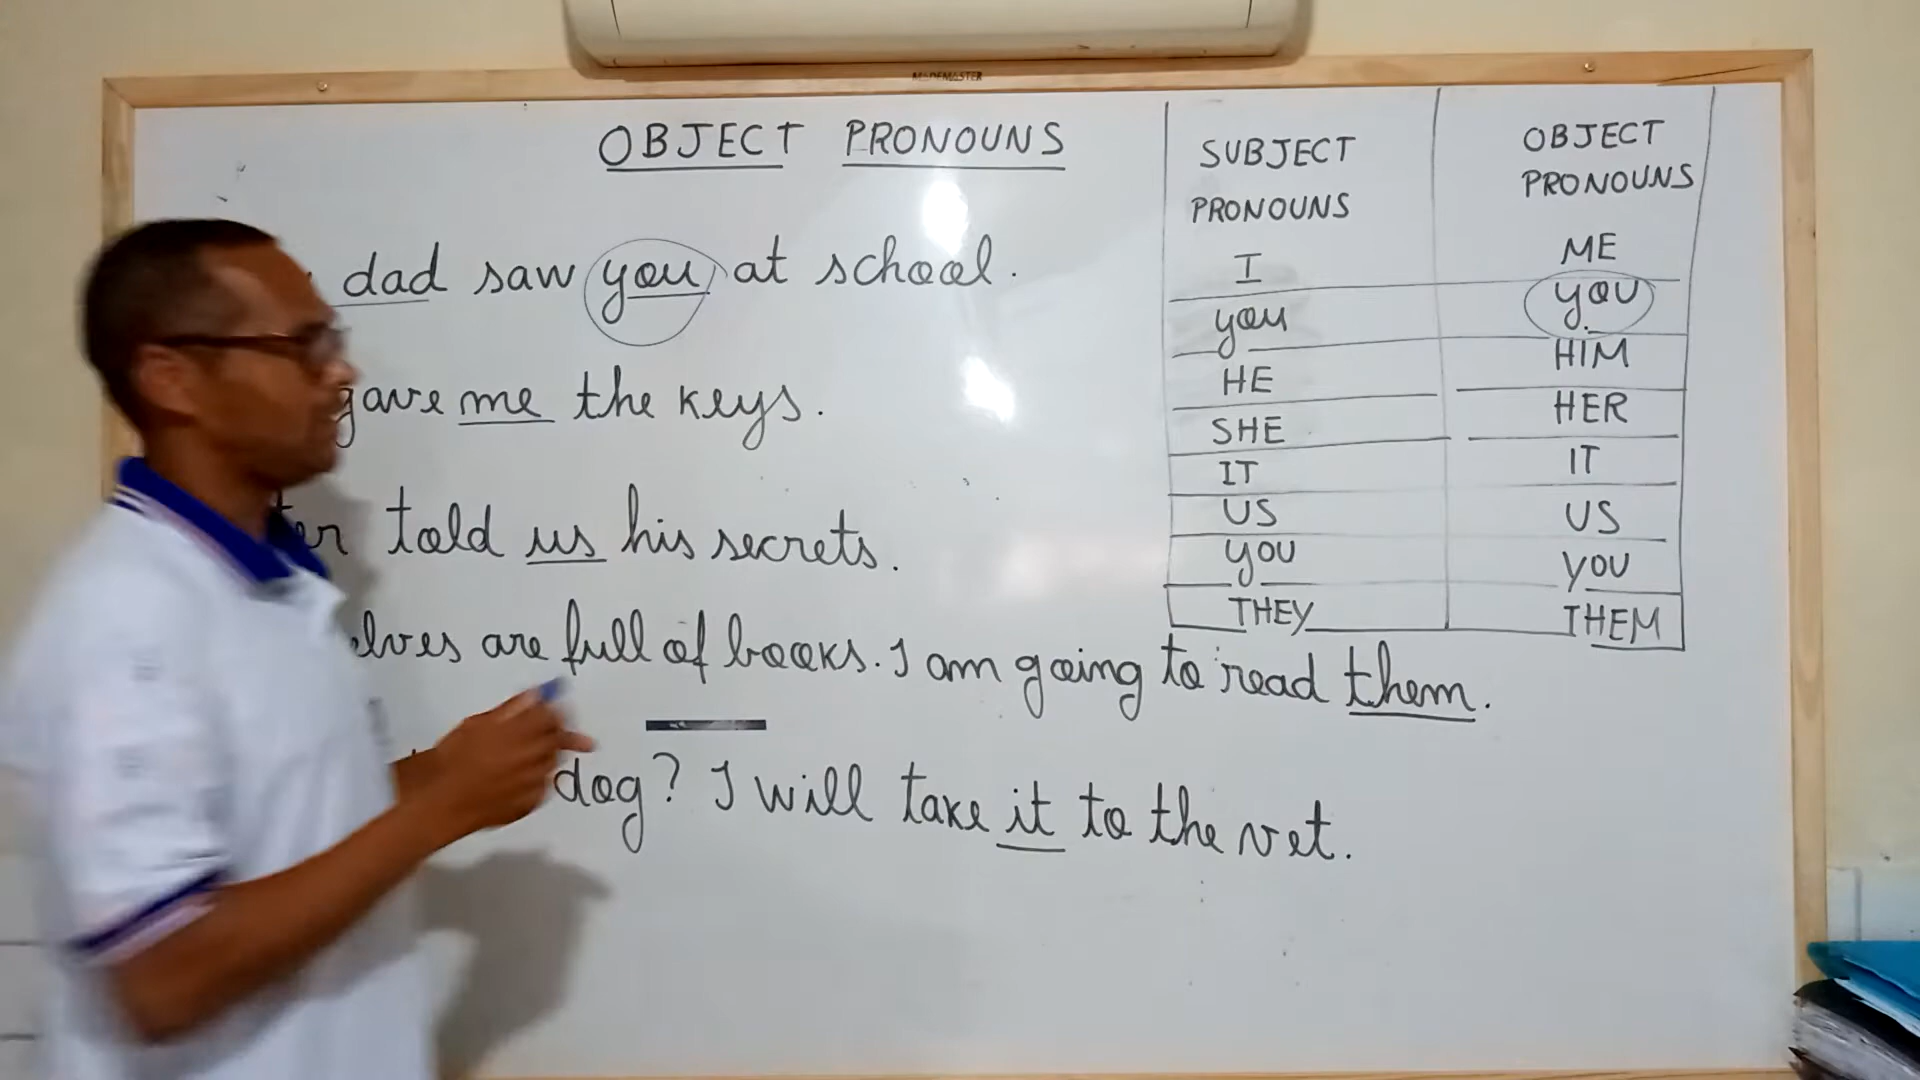 MADEMASTER
OBJECT PRONOUNS
dad saw you at school.
gave me the keys.
told us his secrets.
are full of books. I am going to read them.
dog? I will take it to the vet.
SUBJECT PRONOUNS
OBJECT PRONOUNS
I ME
you you
HE HIM
SHE HER
IT IT
US US
you you
THEY THEM